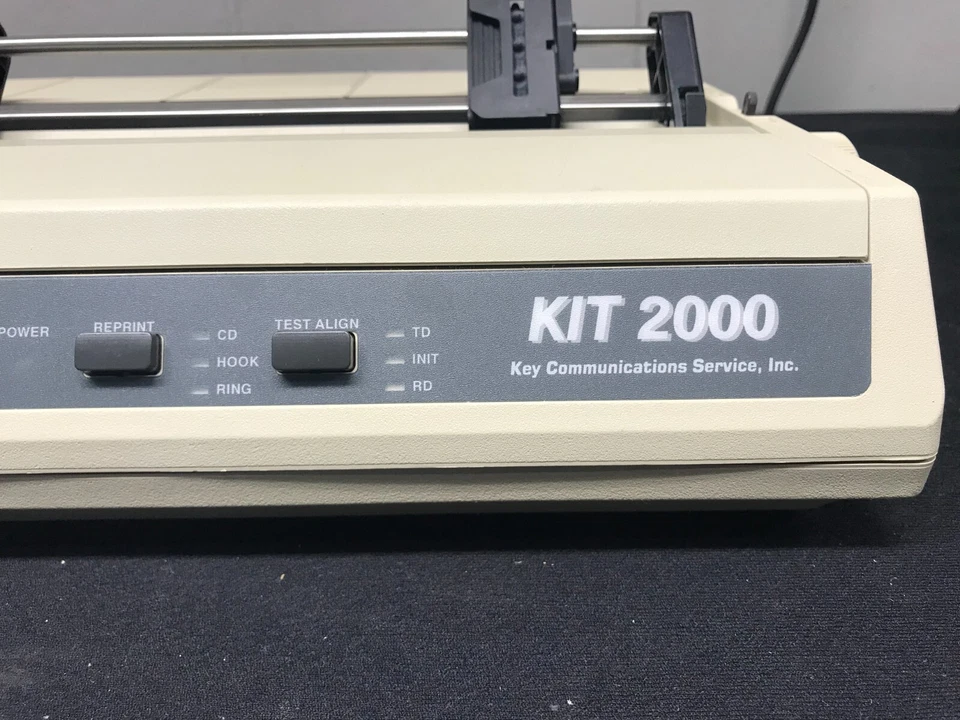 POWER
REPRINT
CD
HOOK
RING
TEST ALIGN
TD
INIT
RD
KIT 2000
Key Communications Service, Inc.